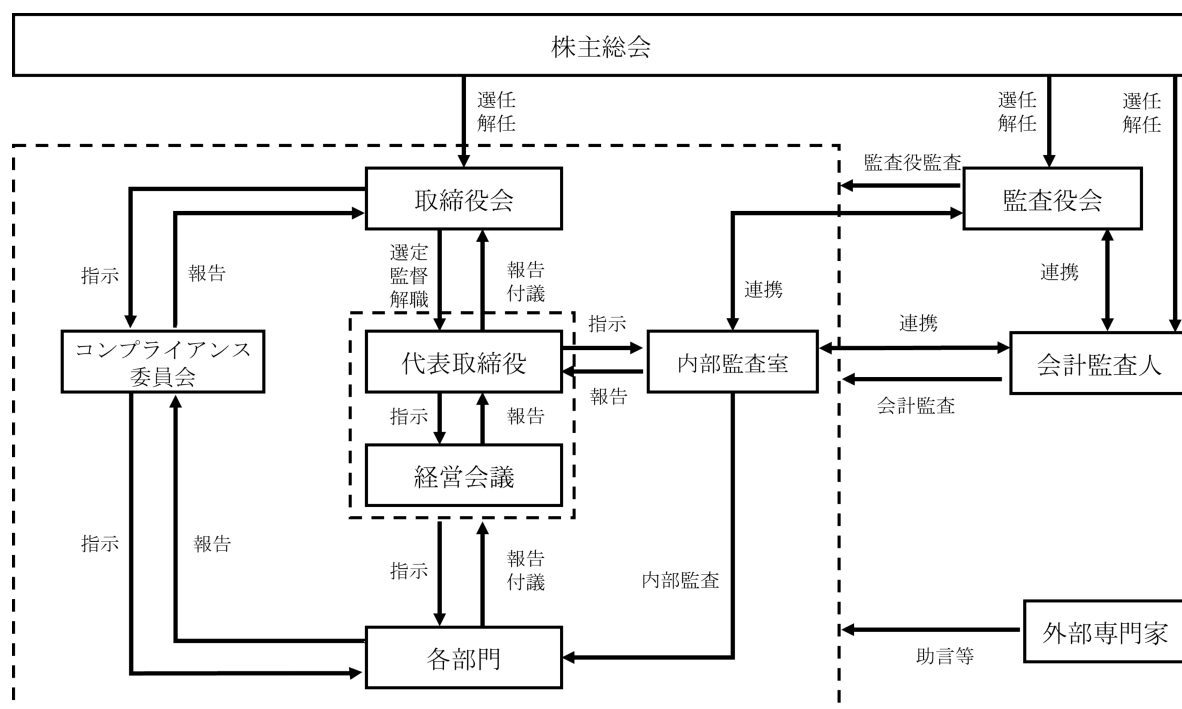 株主総会
選任
解任
選任
解任
選任
解任
監査役監査
取締役会
監査役会
指示
報告
選定
監督
解職
報告
付議
連携
連携
コンプライアンス
委員会
代表取締役
指示
報告
内部監査室
連携
会計監査
会計監査人
指示
報告
経営会議
指示
報告
指示
報告
付議
内部監査
各部門
外部専門家
助言等